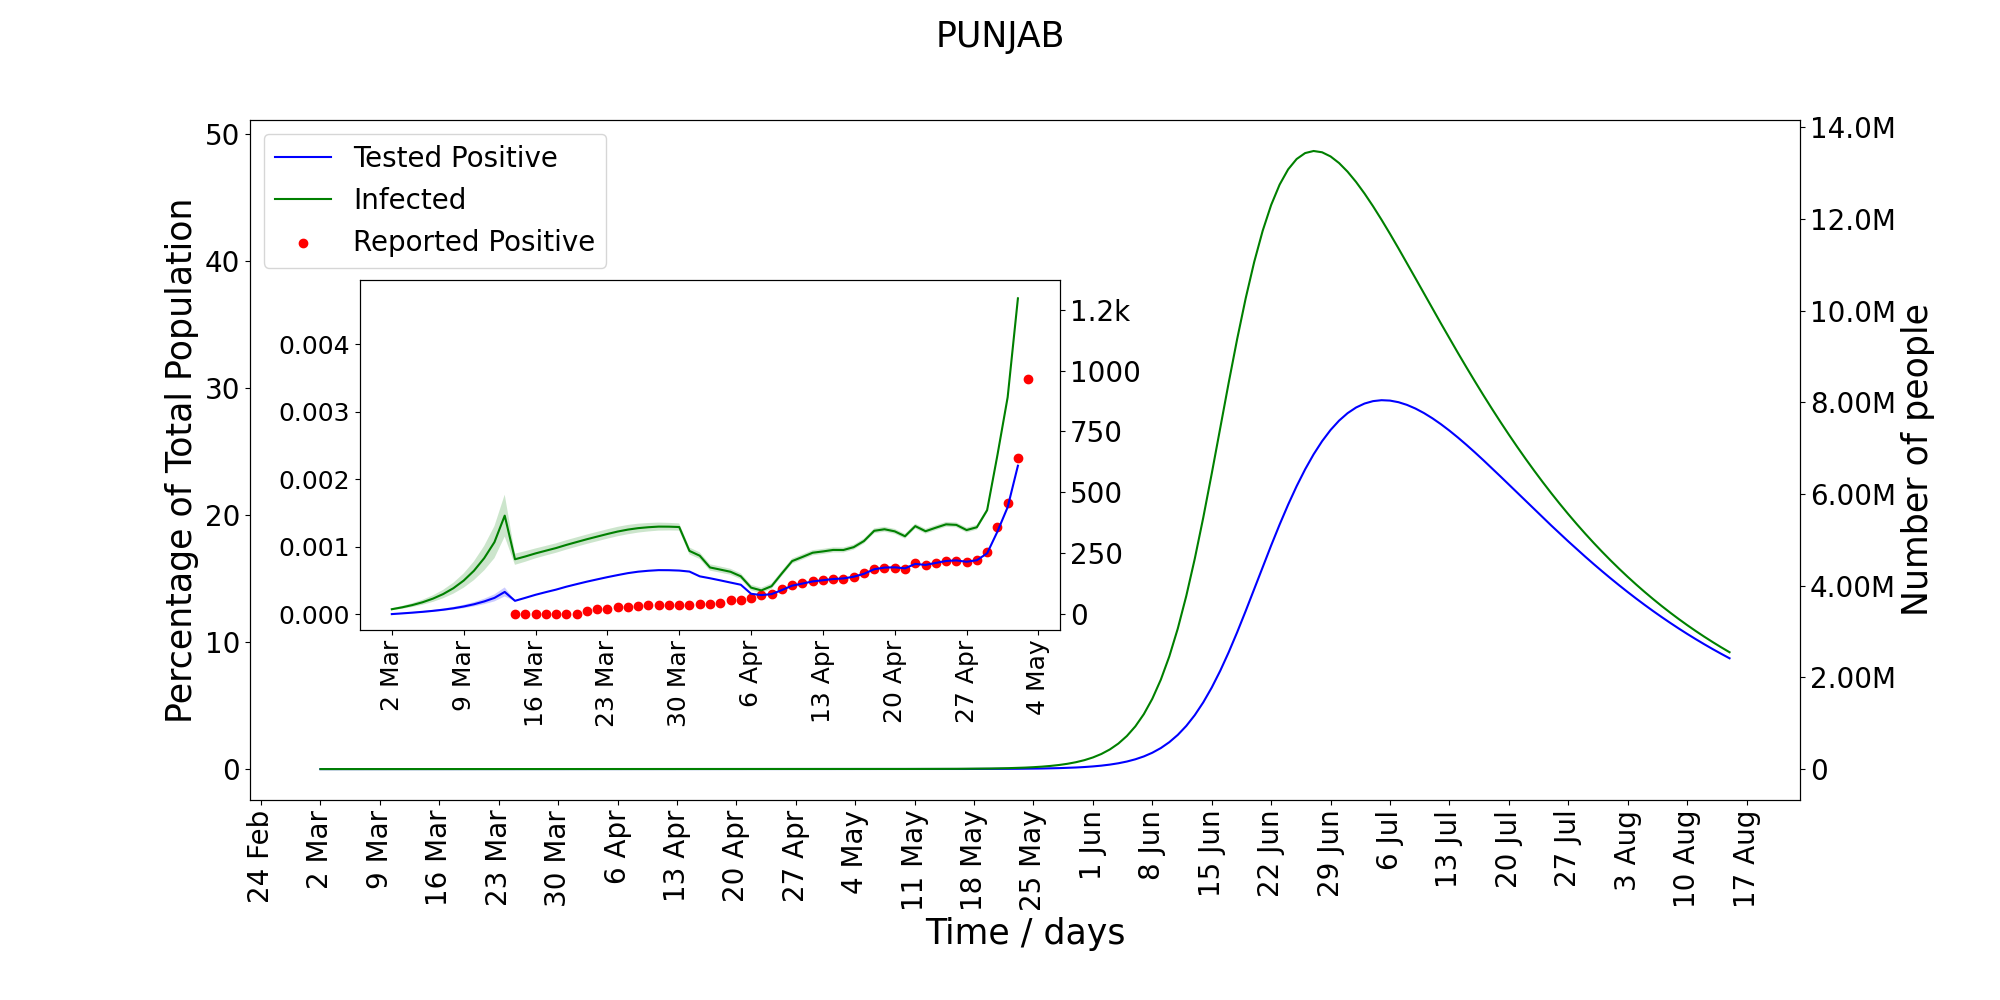 PUNJAB
Tested Positive
Infected
Reported Positive
Percentage of Total Population
50
40
30
20
10
0
14.0M
12.0M
10.0M
8.00M
6.00M
4.00M
2.00M
0
Number of people
0.004
0.003
0.002
0.001
0.000
1.2k
1000
750
500
250
0
2 Mar
9 Mar
16 Mar
23 Mar
30 Mar
6 Apr
13 Apr
20 Apr
27 Apr
4 May
24 Feb
2 Mar
9 Mar
16 Mar
23 Mar
30 Mar
6 Apr
13 Apr
20 Apr
27 Apr
4 May
11 May
18 May
25 May
1 Jun
8 Jun
15 Jun
22 Jun
29 Jun
6 Jul
13 Jul
20 Jul
27 Jul
3 Aug
10 Aug
17 Aug
Time / days